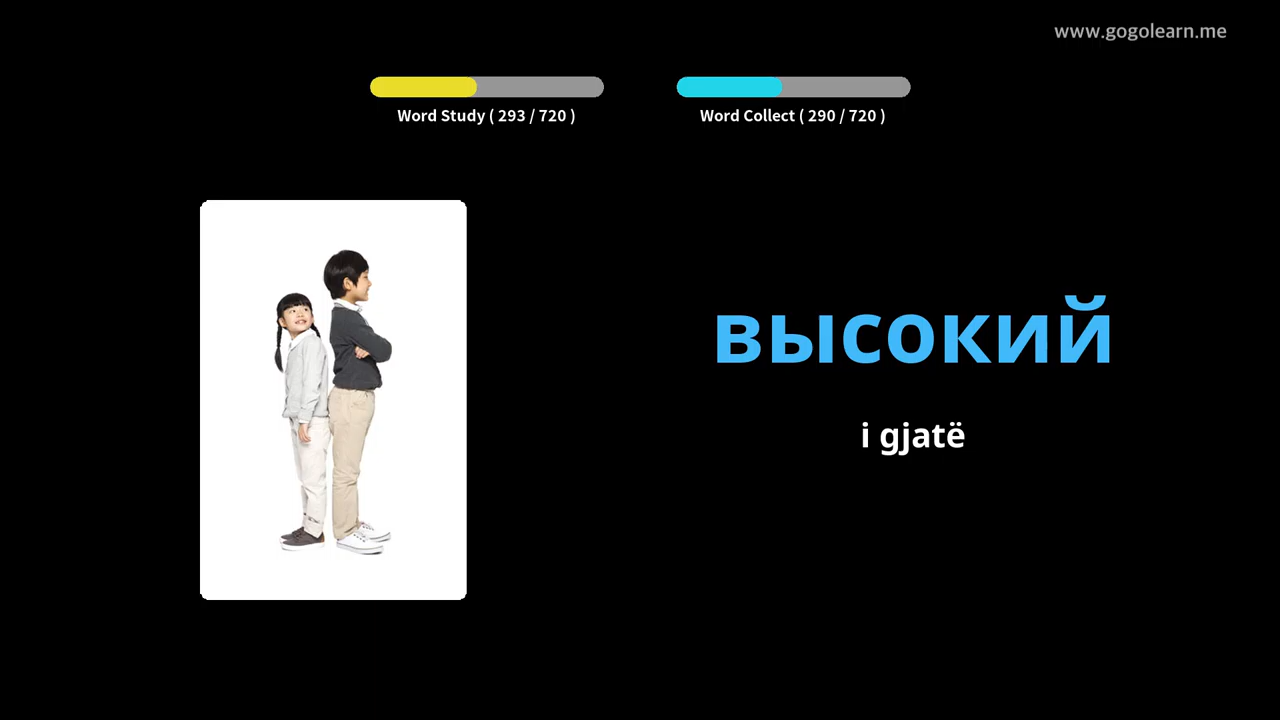 www.gogolearn.me
Word Study ( 293 / 720 )
Word Collect ( 290 / 720 )
высокий
i gjatë